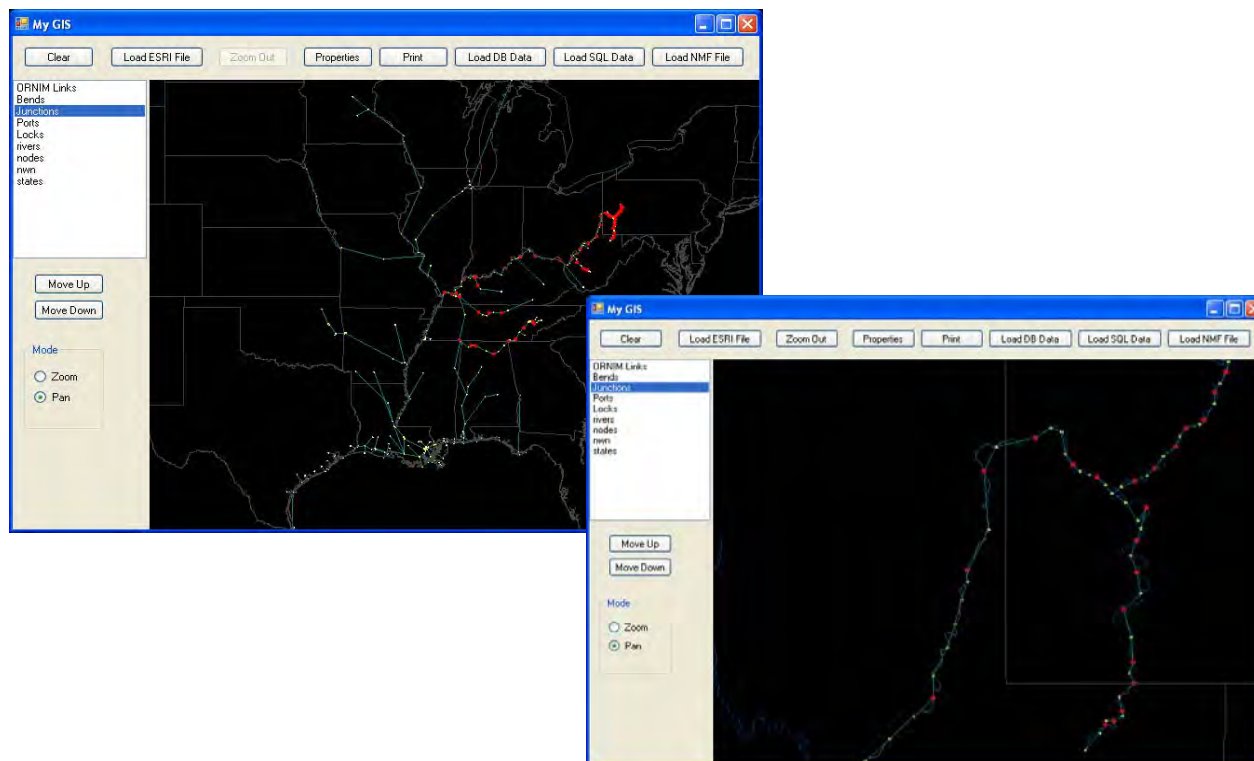 My GIS
Clear Load ESRI File Zoom Out Properties Print Load DB Data Load SQL Data Load NMF File
ORNIM Links
Bends
Junctions
Ports
Locks
rivers
nodes
nwn
states
Move Up
Move Down
Mode
Zoom
Pan
My GIS
Clear Load ESRI File Zoom Out Properties Print Load DB Data Load SQL Data Load NMF File
ORNIM Links
Bends
Junctions
Ports
Locks
rivers
nodes
nwn
states
Move Up
Move Down
Mode
Zoom
Pan